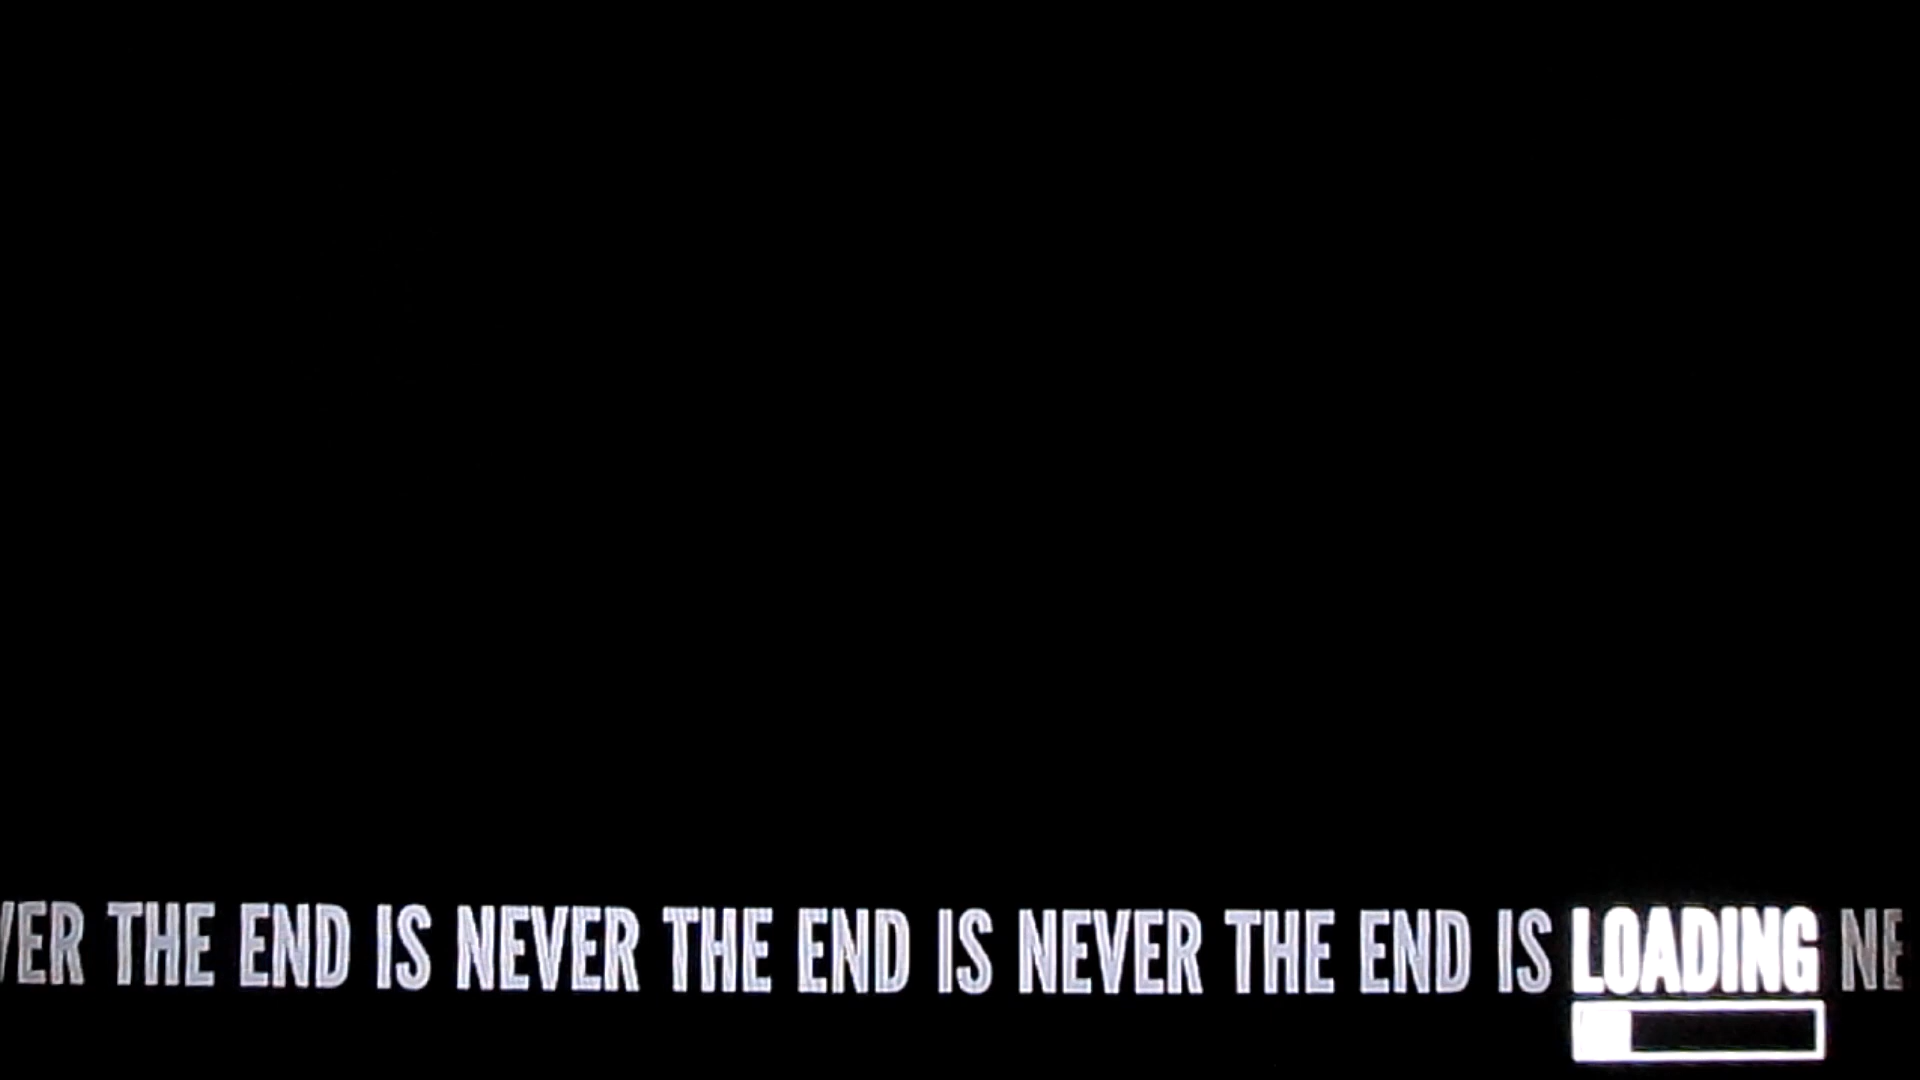 VER THE END IS NEVER THE END IS NEVER THE END IS LOADING NE